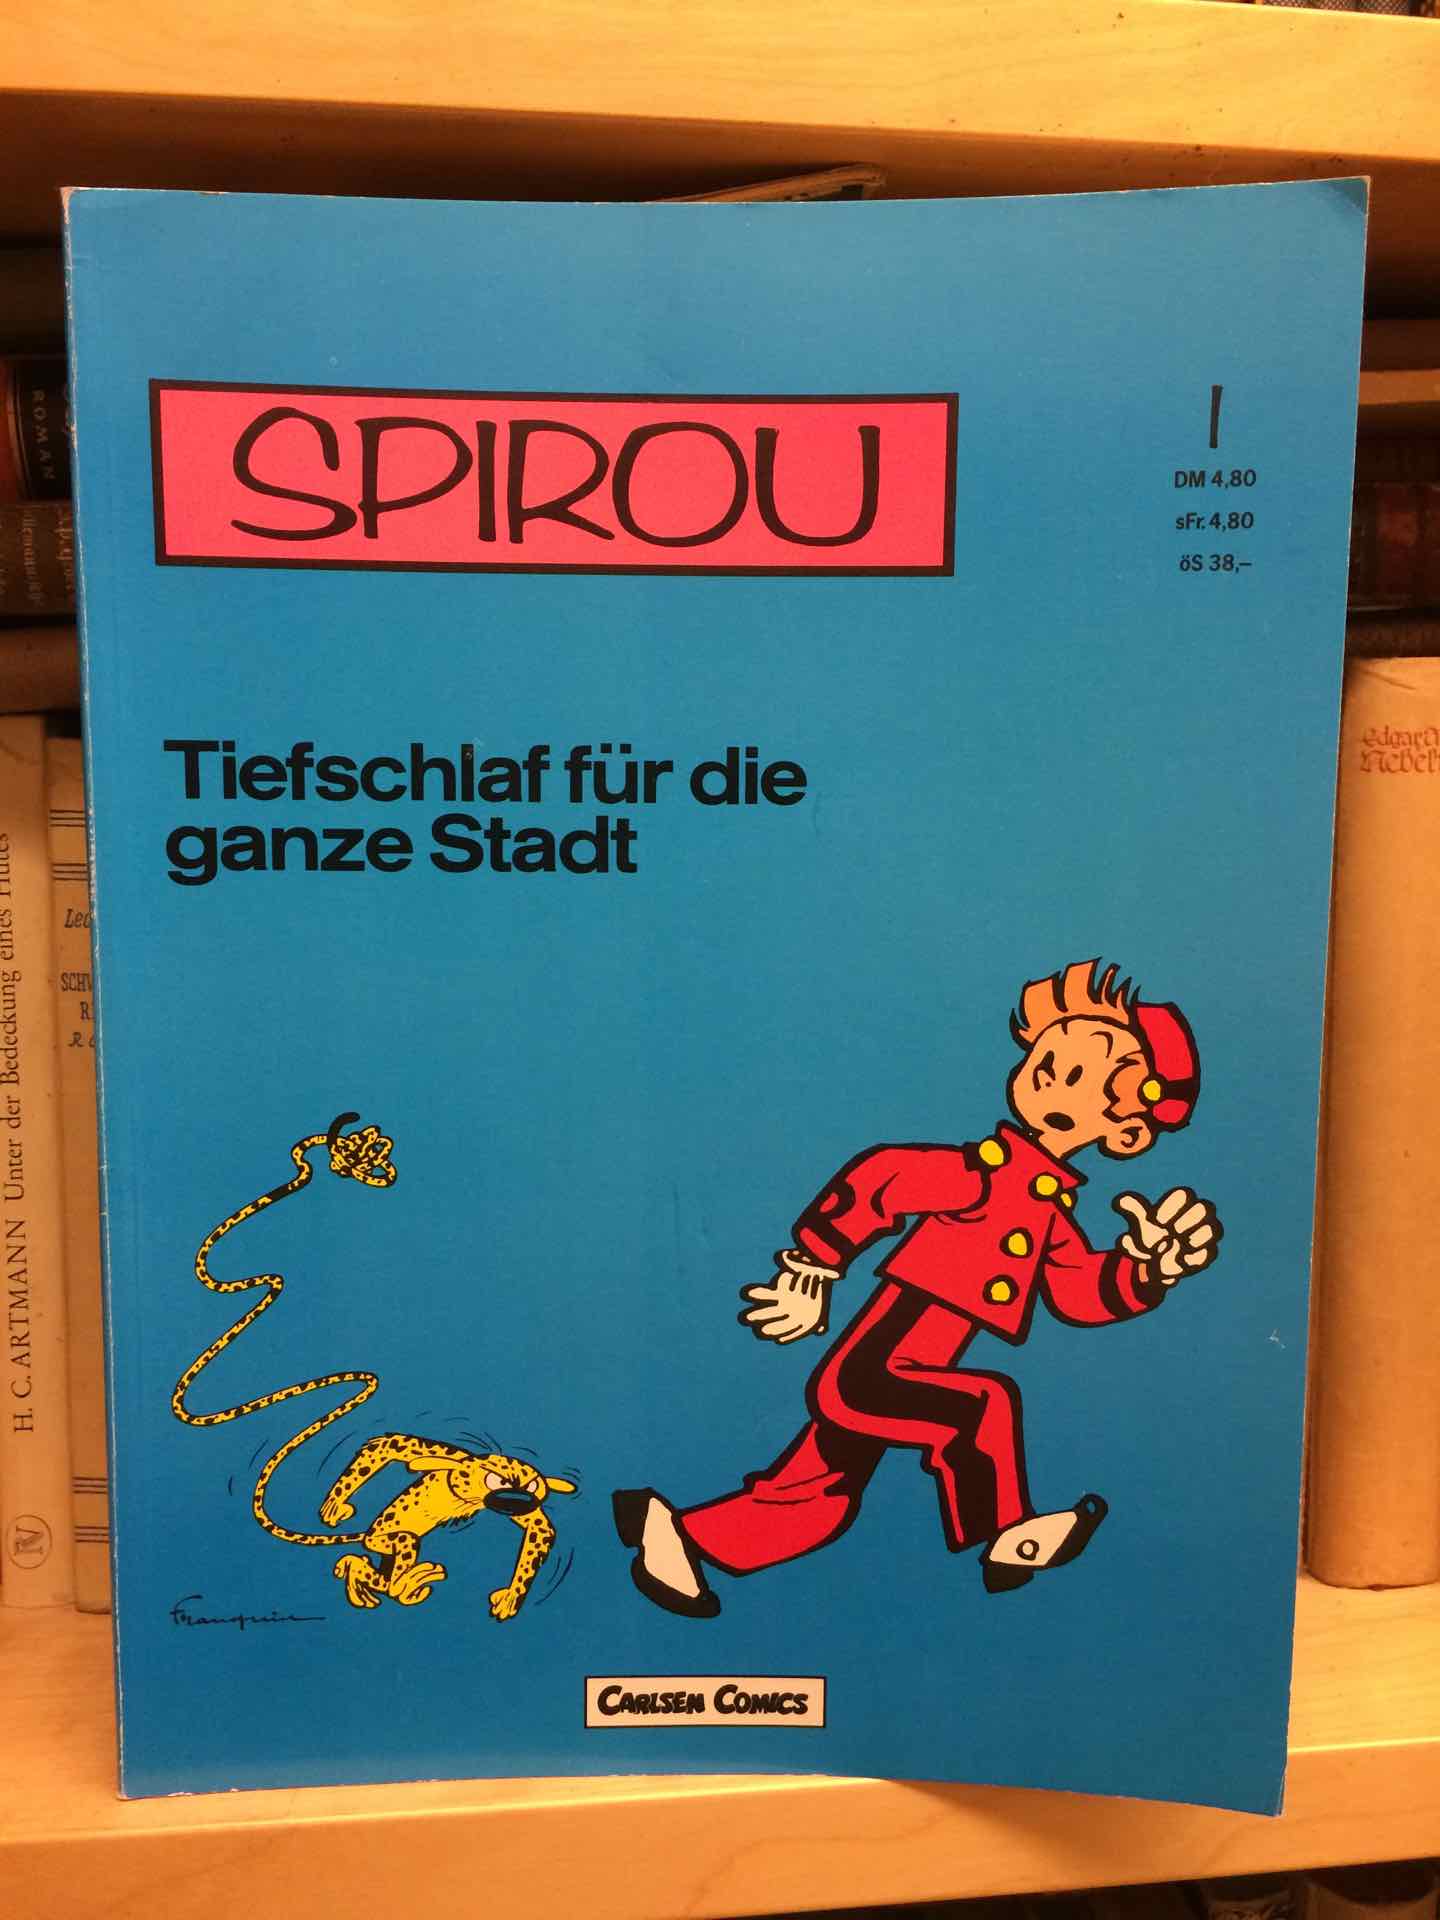 SPIROU
1
DM 4,80
sFr. 4,80
öS 38,–
Tiefschlaf für die
ganze Stadt
Franquin
CARLSEN COMICS
ROMAN
H. C. ARTMANN Unter der Bedeckung eines Hutes